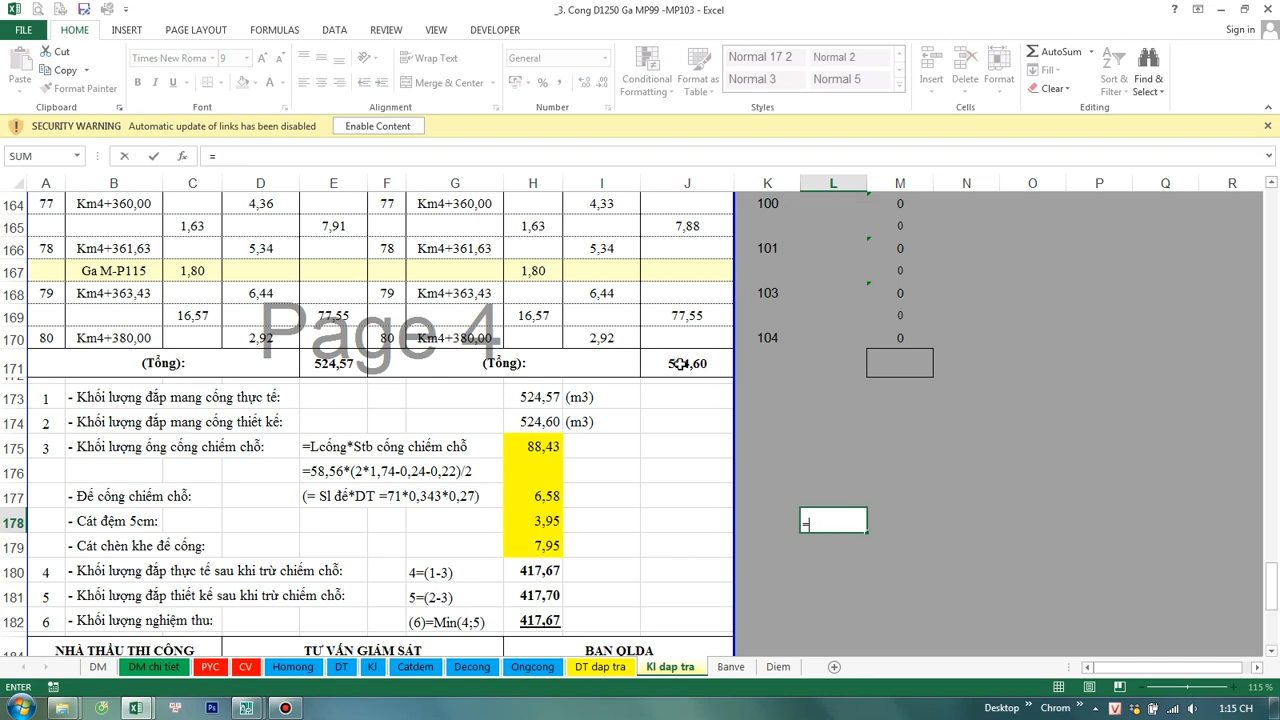 _3. Cong D1250 Ga MP99 -MP103 - Excel
FILE HOME INSERT PAGE LAYOUT FORMULAS DATA REVIEW VIEW DEVELOPER Sign in
Cut
Copy
Format Painter
Paste
Times New Roma 9
B I U
Wrap Text
Merge & Center
General
Conditional Formatting
Format as Table
Normal 17 2 Normal 2
Normal 3 Normal 5
Insert Delete Format
AutoSum
Fill
Clear
Sort & Filter
Find & Select
Clipboard Font Alignment Number Styles Cells Editing
SECURITY WARNING Automatic update of links has been disabled Enable Content
SUM fx =
A B C D E F G H I J K L M N O P Q R
164 77 Km4+360,00 4,36 77 Km4+360,00 4,33 100 0
165 1,63 7,91 1,63 7,88 0
166 78 Km4+361,63 5,34 78 Km4+361,63 5,34 101 0
167 Ga M-P115 1,80 1,80 0
168 79 Km4+363,43 6,44 79 Km4+363,43 6,44 103 0
169 16,57 77,55 16,57 77,55 0
170 80 Km4+380,00 2,92 80 Km4+380,00 2,92 104 0
Page 4
171 (Tổng): 524,57 (Tổng): 524,60
173 1 - Khối lượng đắp mang cống thực tế: 524,57 (m3)
174 2 - Khối lượng đắp mang cống thiết kế: 524,60 (m3)
175 3 - Khối lượng ống cống chiếm chỗ: =Lcống*Stb cống chiếm chỗ 88,43
176 =58,56*(2*1,74-0,24-0,22)/2
177 - Đế cống chiếm chỗ: (= Sl đế*DT =71*0,343*0,27) 6,58
178 - Cát đệm 5cm: 3,95 =
179 - Cát chèn khe đế cống: 7,95
180 4 - Khối lượng đắp thực tế sau khi trừ chiếm chỗ: 4=(1-3) 417,67
181 5 - Khối lượng đắp thiết kế sau khi trừ chiếm chỗ: 5=(2-3) 417,70
182 6 - Khối lượng nghiệm thu: (6)=Min(4;5) 417,67
184 NHÀ THẦU THI CÔNG TƯ VẤN GIÁM SÁT BAN QLDA
DM DM chi tiet PYC CV Homong DT Kl Catdem Decong Ongcong DT dap tra Kl dap tra Banve Diem
ENTER 115 %
Desktop Chrom 1:15 CH